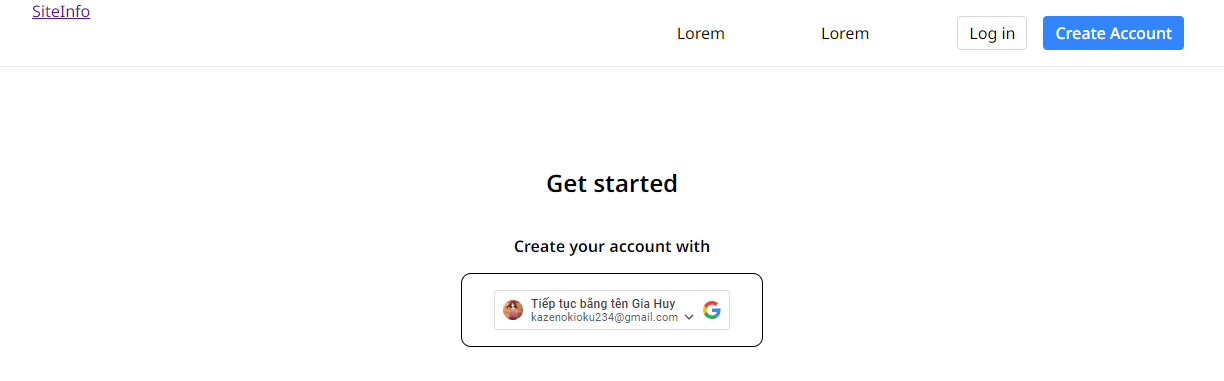 SiteInfo
Lorem
Lorem
Log in
Create Account
Get started
Create your account with
Tiếp tục bằng tên Gia Huy
kazenokioku234@gmail.com